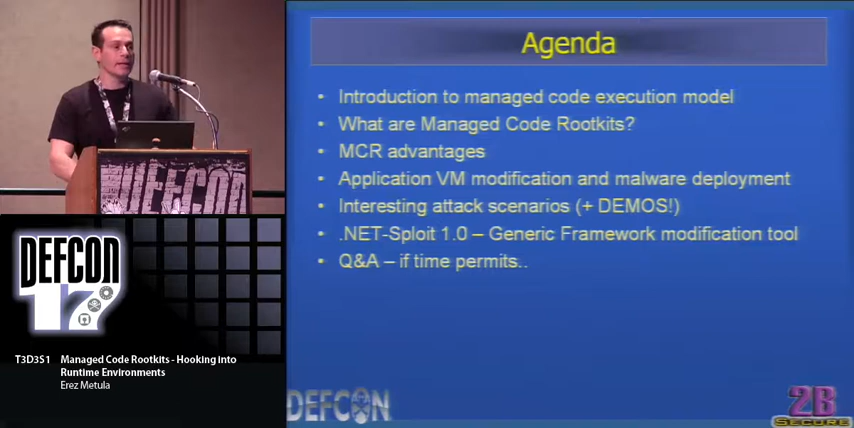 Agenda
• Introduction to managed code execution model
• What are Managed Code Rootkits?
• MCR advantages
• Application VM modification and malware deployment
• Interesting attack scenarios (+ DEMOS!)
• .NET-Sploit 1.0 – Generic Framework modification tool
• Q&A – if time permits..
DEFCON
DEFCON
17
T3D3S1 Managed Code Rootkits - Hooking into
Runtime Environments
Erez Metula
DEFCON
2B
SECURE